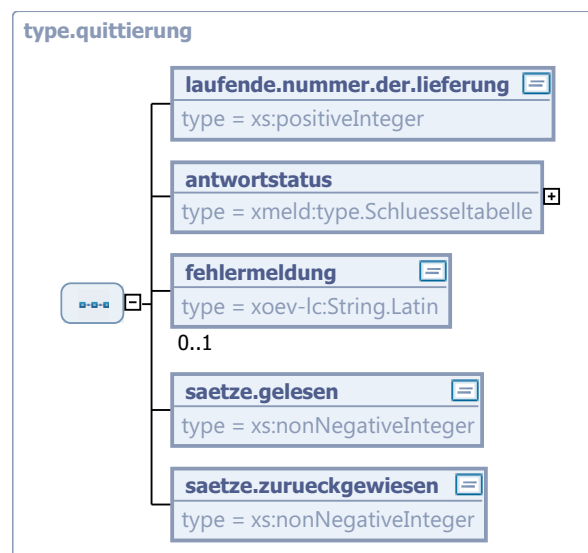 type.quittierung
laufende.nummer.der.lieferung
type = xs:positiveInteger
antwortstatus
type = xmeld:type.Schluesseltabelle
fehlermeldung
type = xoev-lc:String.Latin
0..1
saetze.gelesen
type = xs:nonNegativeInteger
saetze.zurueckgewiesen
type = xs:nonNegativeInteger